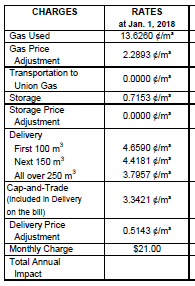 CHARGES RATES
at Jan. 1, 2018
Gas Used 13.6260 ¢/m³
Gas Price
Adjustment 2.2893 ¢/m³
Transportation to
Union Gas 0.0000 ¢/m³
Storage 0.7153 ¢/m³
Storage Price
Adjustment 0.0000 ¢/m³
Delivery
First 100 m³ 4.6590 ¢/m³
Next 150 m³ 4.4181 ¢/m³
All over 250 m³ 3.7957 ¢/m³
Cap-and-Trade
(Included in Delivery 3.3421 ¢/m³
on the bill)
Delivery Price
Adjustment 0.5143 ¢/m³
Monthly Charge $21.00
Total Annual
Impact